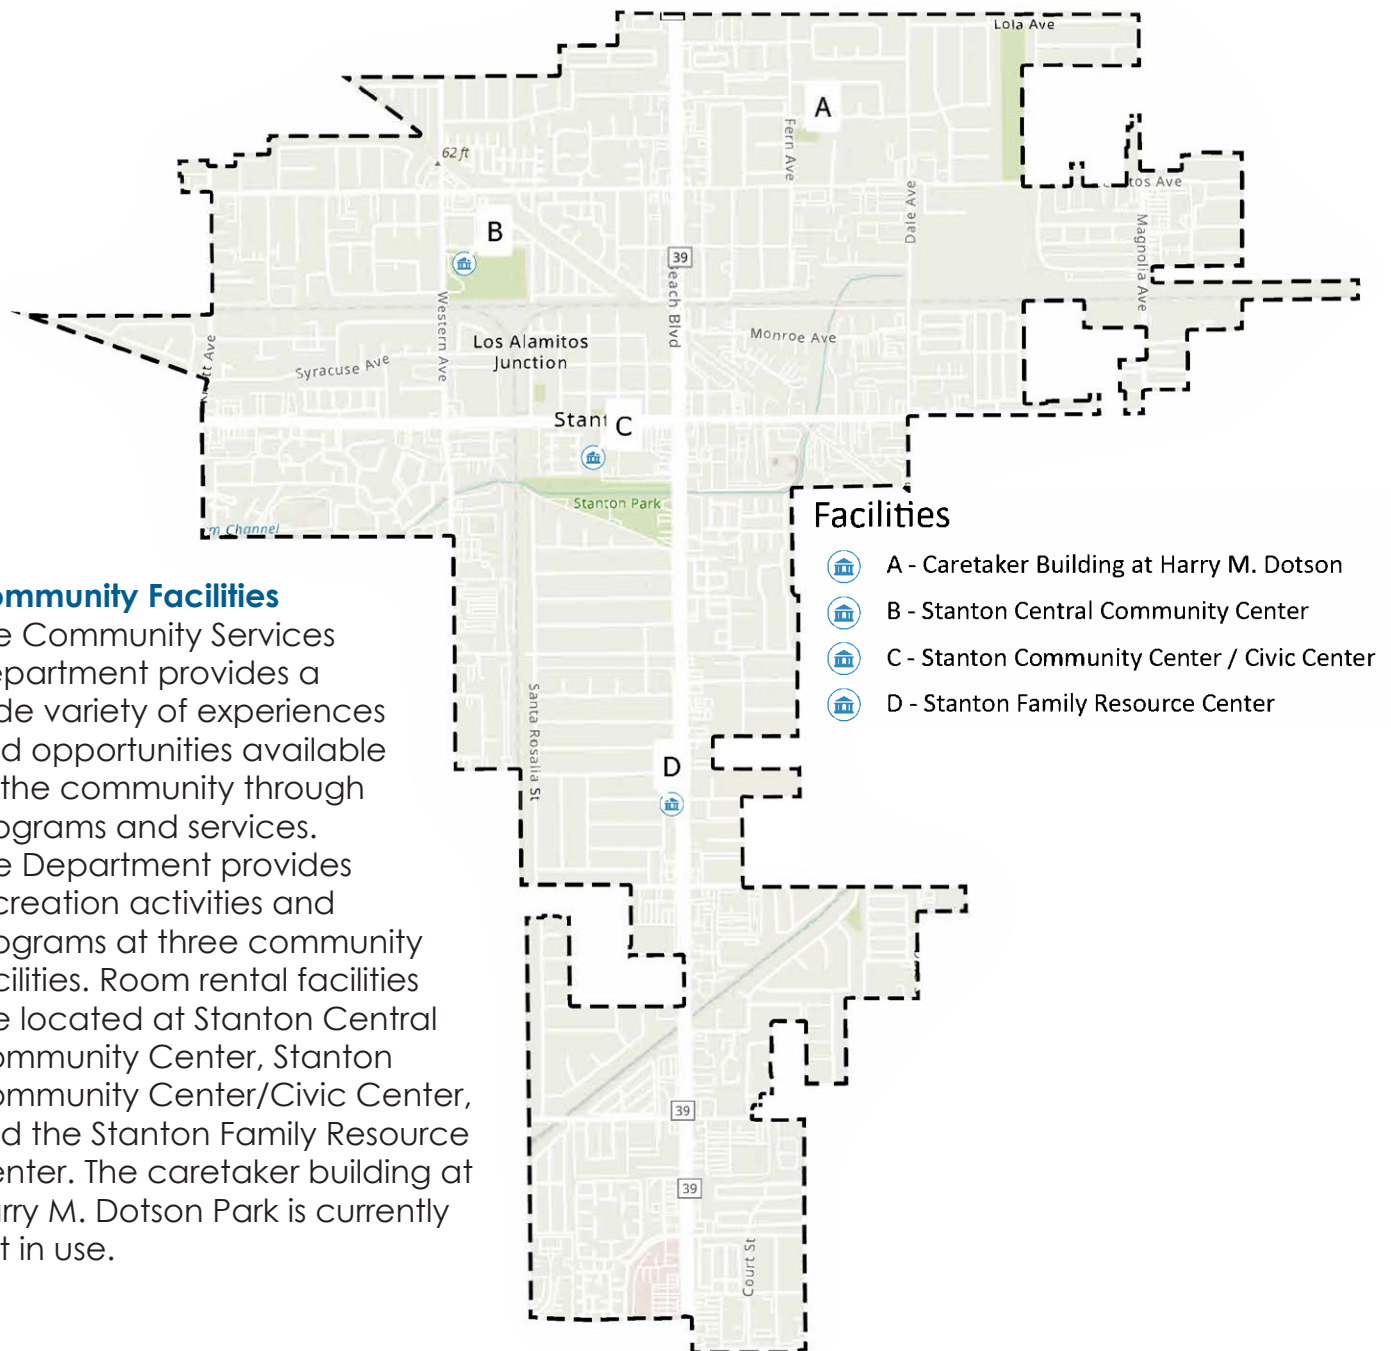 Lola Ave
A
Fern Ave
62 ft
tos Ave
Dale Ave
Magnolia Ave
B
39
each Blvd
Western Ave
Los Alamitos
Junction
Monroe Ave
Syracuse Ave
tt Ave
Stant
C
Stanton Park
m Channel
Facilities
A - Caretaker Building at Harry M. Dotson
B - Stanton Central Community Center
C - Stanton Community Center / Civic Center
D - Stanton Family Resource Center
ommunity Facilities
e Community Services
epartment provides a
de variety of experiences
d opportunities available
the community through
ograms and services.
e Department provides
creation activities and
ograms at three community
cilities. Room rental facilities
e located at Stanton Central
ommunity Center, Stanton
ommunity Center/Civic Center,
d the Stanton Family Resource
enter. The caretaker building at
rry M. Dotson Park is currently
t in use.
Santa Rosalia St
D
39
39
Court St